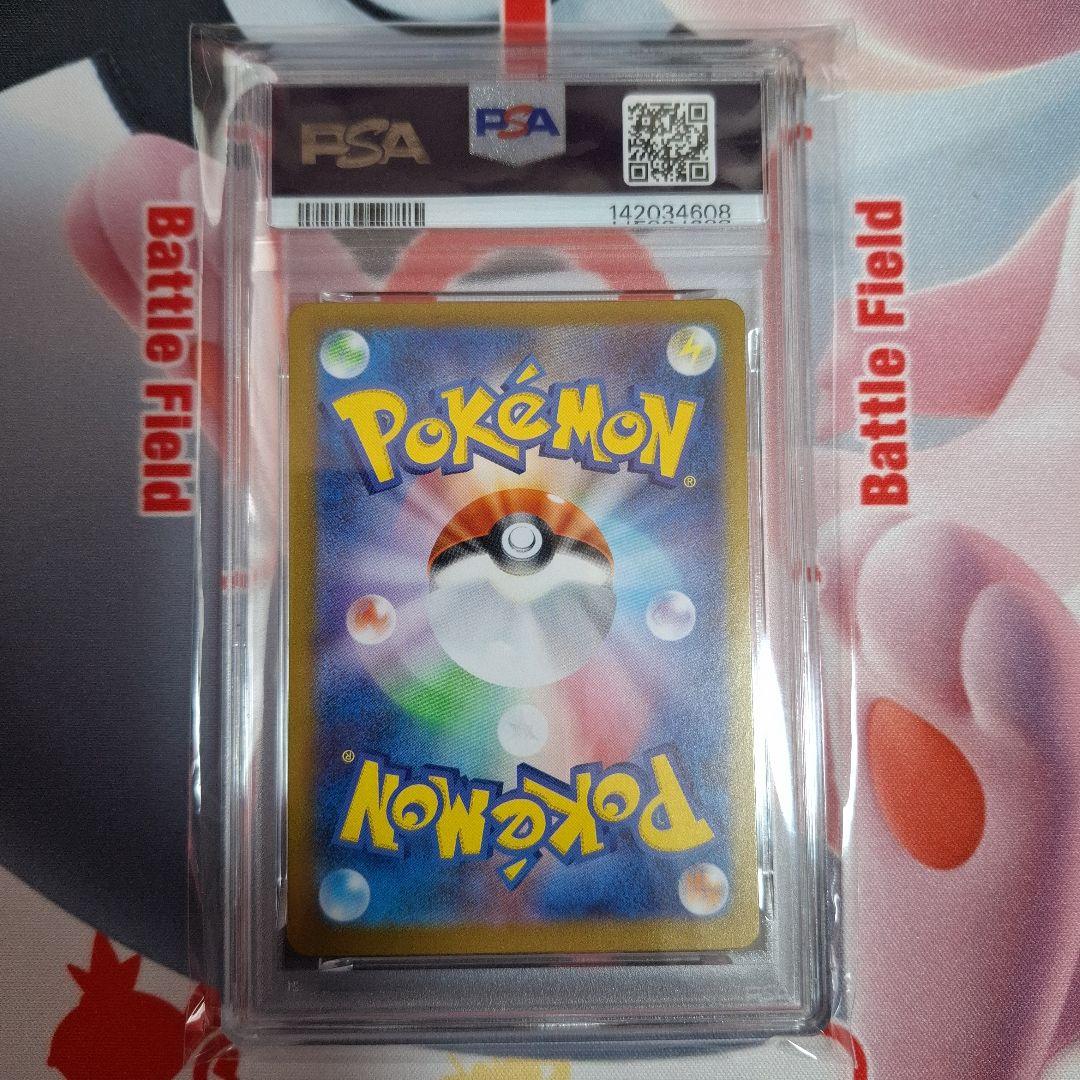 PSA
PSA
142034608
Battle Field
Battle Field
POKéMON
®
POKéMON
®